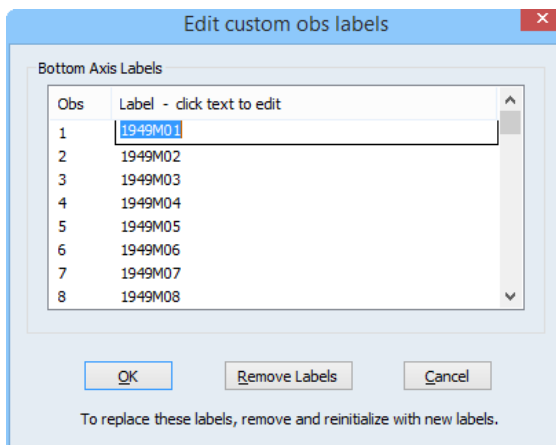 Edit custom obs labels
Bottom Axis Labels
Obs Label - click text to edit
1 1949M01
2 1949M02
3 1949M03
4 1949M04
5 1949M05
6 1949M06
7 1949M07
8 1949M08
OK Remove Labels Cancel
To replace these labels, remove and reinitialize with new labels.